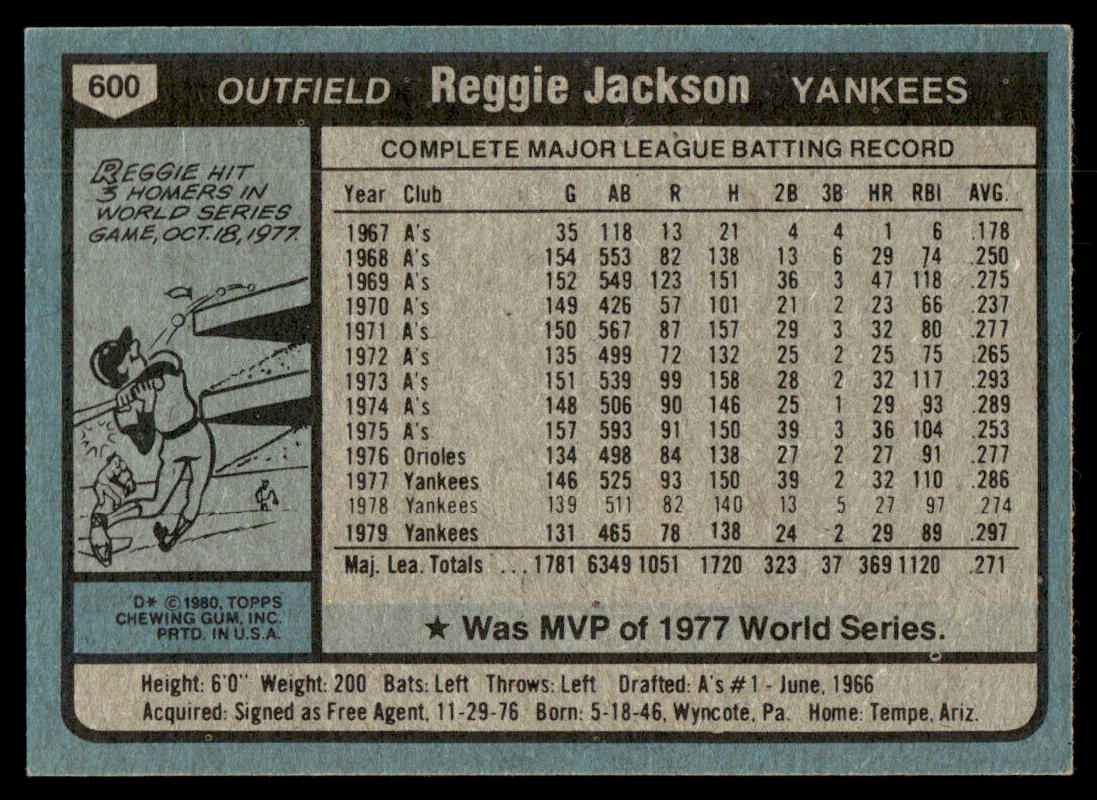 600 OUTFIELD Reggie Jackson YANKEES
REGGIE HIT
3 HOMERS IN
WORLD SERIES
GAME, OCT. 18, 1977.
COMPLETE MAJOR LEAGUE BATTING RECORD
Year Club G AB R H 2B 3B HR RBI AVG.
1967 A's 35 118 13 21 4 4 1 6 .178
1968 A's 154 553 82 138 13 6 29 74 .250
1969 A's 152 549 123 151 36 3 47 118 .275
1970 A's 149 426 57 101 21 2 23 66 .237
1971 A's 150 567 87 157 29 3 32 80 .277
1972 A's 135 499 72 132 25 2 25 75 .265
1973 A's 151 539 99 158 28 2 32 117 .293
1974 A's 148 506 90 146 25 1 29 93 .289
1975 A's 157 593 91 150 39 3 36 104 .253
1976 Orioles 134 498 84 138 27 2 27 91 .277
1977 Yankees 146 525 93 150 39 2 32 110 .286
1978 Yankees 139 511 82 140 13 5 27 97 .274
1979 Yankees 131 465 78 138 24 2 29 89 .297
Maj. Lea. Totals ... 1781 6349 1051 1720 323 37 369 1120 .271
★ Was MVP of 1977 World Series.
D* © 1980, TOPPS
CHEWING GUM, INC.
PRTD. IN U.S.A.
Height: 6'0" Weight: 200 Bats: Left Throws: Left Drafted: A's #1 - June, 1966
Acquired: Signed as Free Agent, 11-29-76 Born: 5-18-46, Wyncote, Pa. Home: Tempe, Ariz.